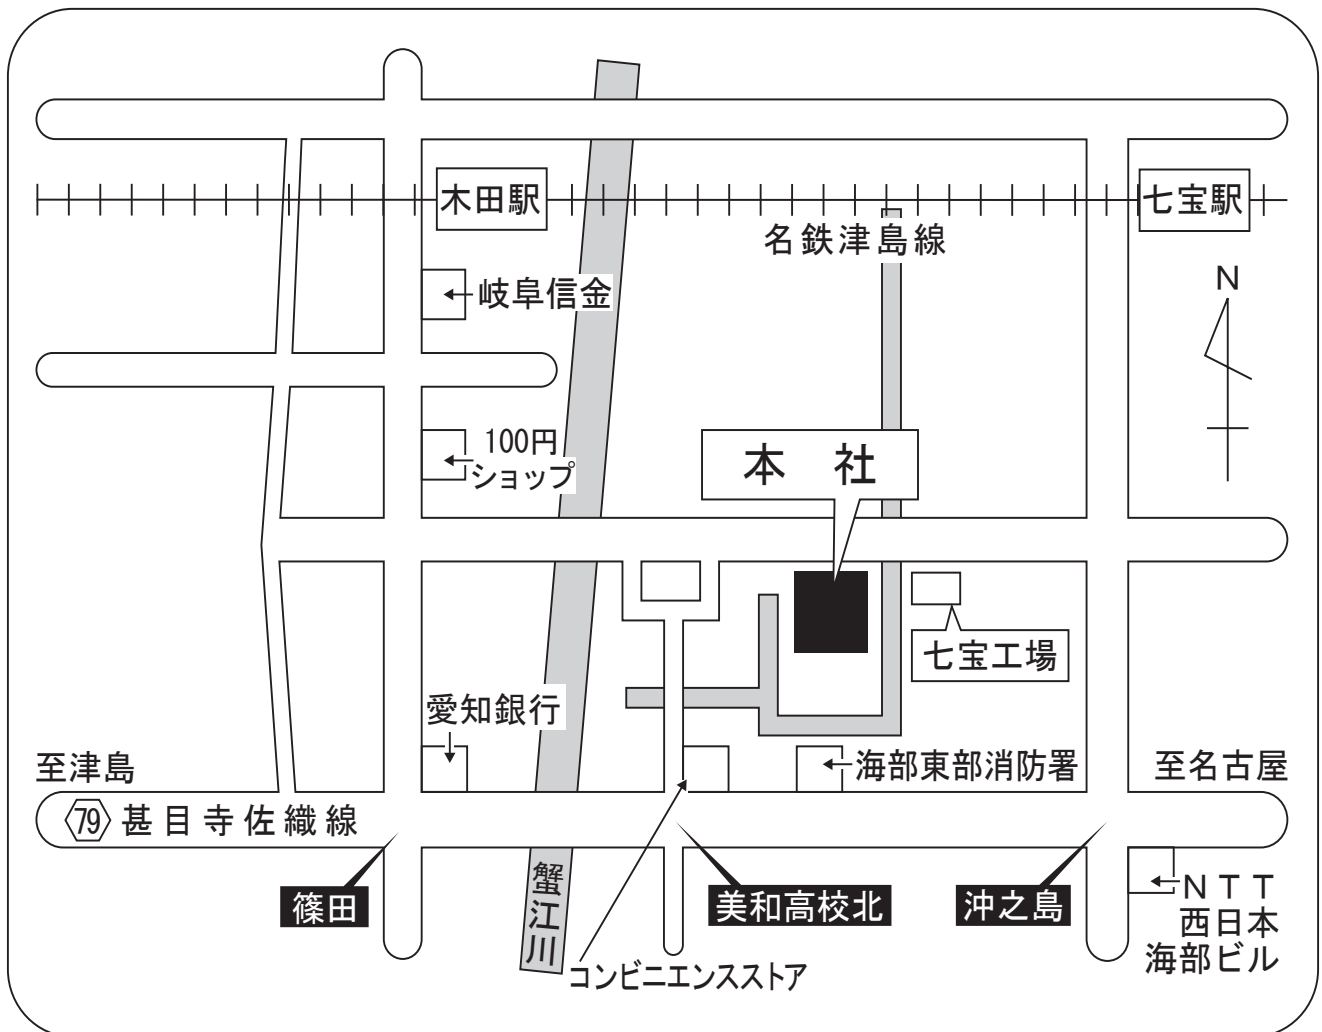 木田駅
七宝駅
名鉄津島線
N
岐阜信金
100円
ショップ
本 社
七宝工場
愛知銀行
海部東部消防署
至津島
至名古屋
79 甚目寺佐織線
篠田
蟹江川
美和高校北
沖之島
NTT
西日本
海部ビル
コンビニエンスストア